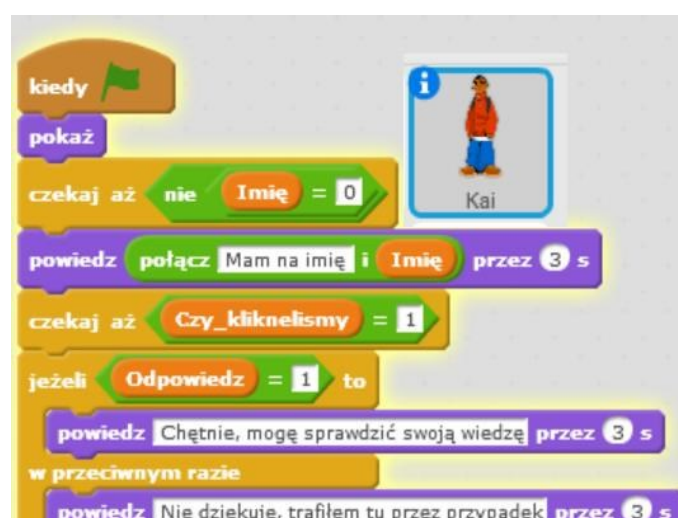 kiedy
pokaż
i
Kai
czekaj aż nie Imię = 0
powiedz połącz Mam na imię i Imię przez 3 s
czekaj aż Czy_kliknelismy = 1
jeżeli Odpowiedz = 1 to
powiedz Chętnie, mogę sprawdzić swoją wiedzę przez 3 s
w przeciwnym razie
powiedz Nie dziekuje, trafiłem tu przez przypadek przez 3 s